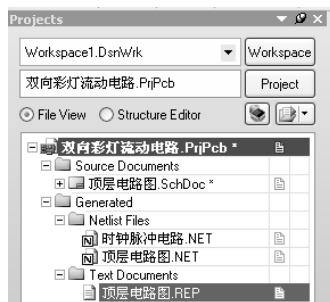 Projects
Workspace1.DsnWrk
Workspace
双向彩灯流动电路.PrjPcb
Project
File View
Structure Editor
双向彩灯流动电路.PrjPcb *
Source Documents
顶层电路图.SchDoc *
Generated
Netlist Files
时钟脉冲电路.NET
顶层电路图.NET
Text Documents
顶层电路图.REP